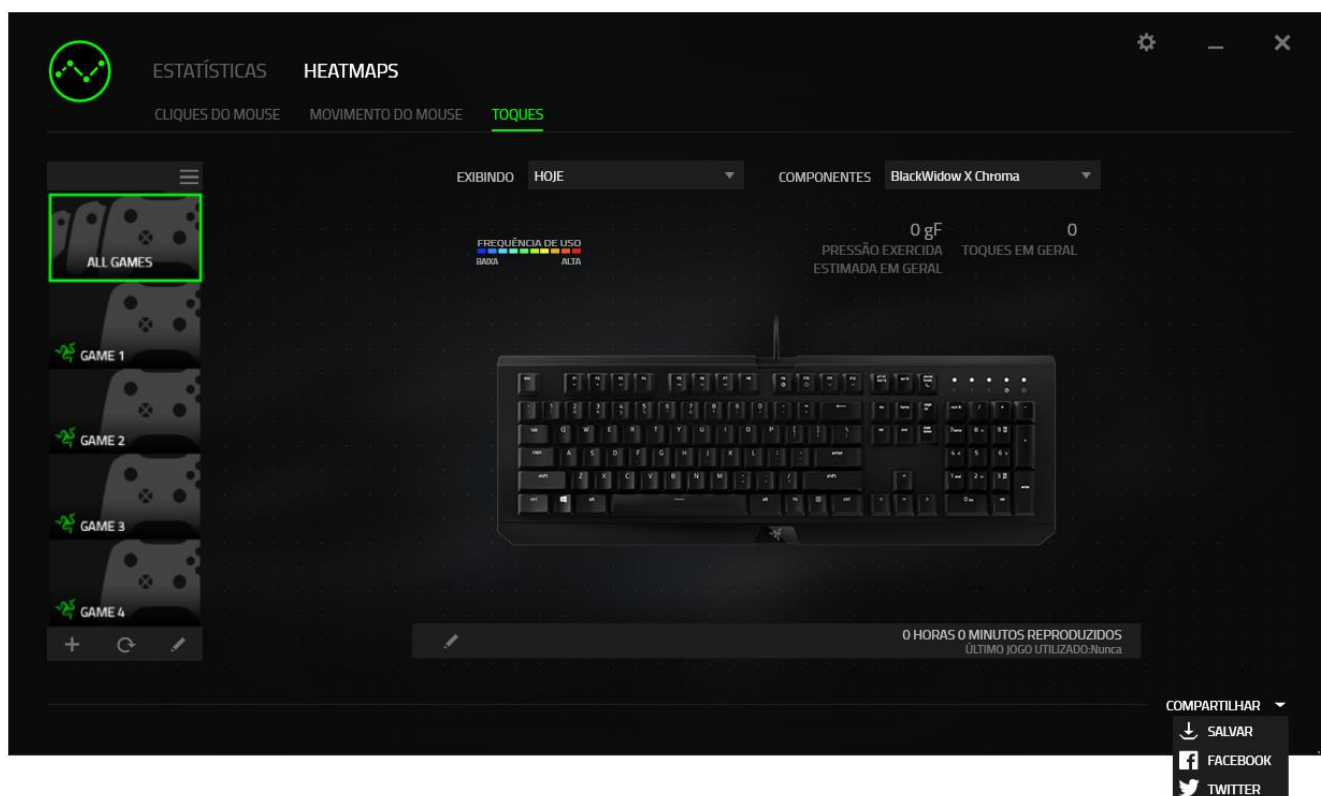 ESTATÍSTICAS HEATMAPS
CLIQUES DO MOUSE MOVIMENTO DO MOUSE TOQUES
EXIBINDO HOJE COMPONENTES BlackWidow X Chroma
FREQUÊNCIA DE USO
BAIXA ALTA
0 gF 0
PRESSÃO EXERCIDA TOQUES EM GERAL
ESTIMADA EM GERAL
ALL GAMES
GAME 1
GAME 2
GAME 3
GAME 4
Q W E R T Y U I O P
A S D F G H J K L
Z X C V B N M
0 HORAS 0 MINUTOS REPRODUZIDOS
ÚLTIMO JOGO UTILIZADO:Nunca
COMPARTILHAR
SALVAR
FACEBOOK
TWITTER